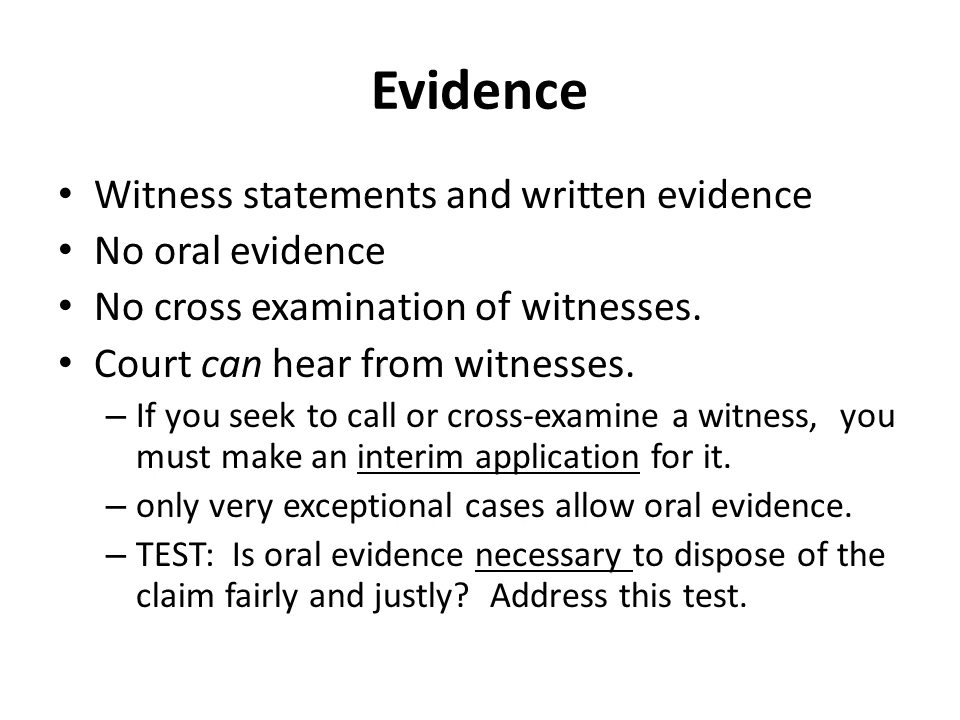 Evidence
• Witness statements and written evidence
• No oral evidence
• No cross examination of witnesses.
• Court can hear from witnesses.
– If you seek to call or cross-examine a witness, you
must make an interim application for it.
– only very exceptional cases allow oral evidence.
– TEST: Is oral evidence necessary to dispose of the
claim fairly and justly? Address this test.